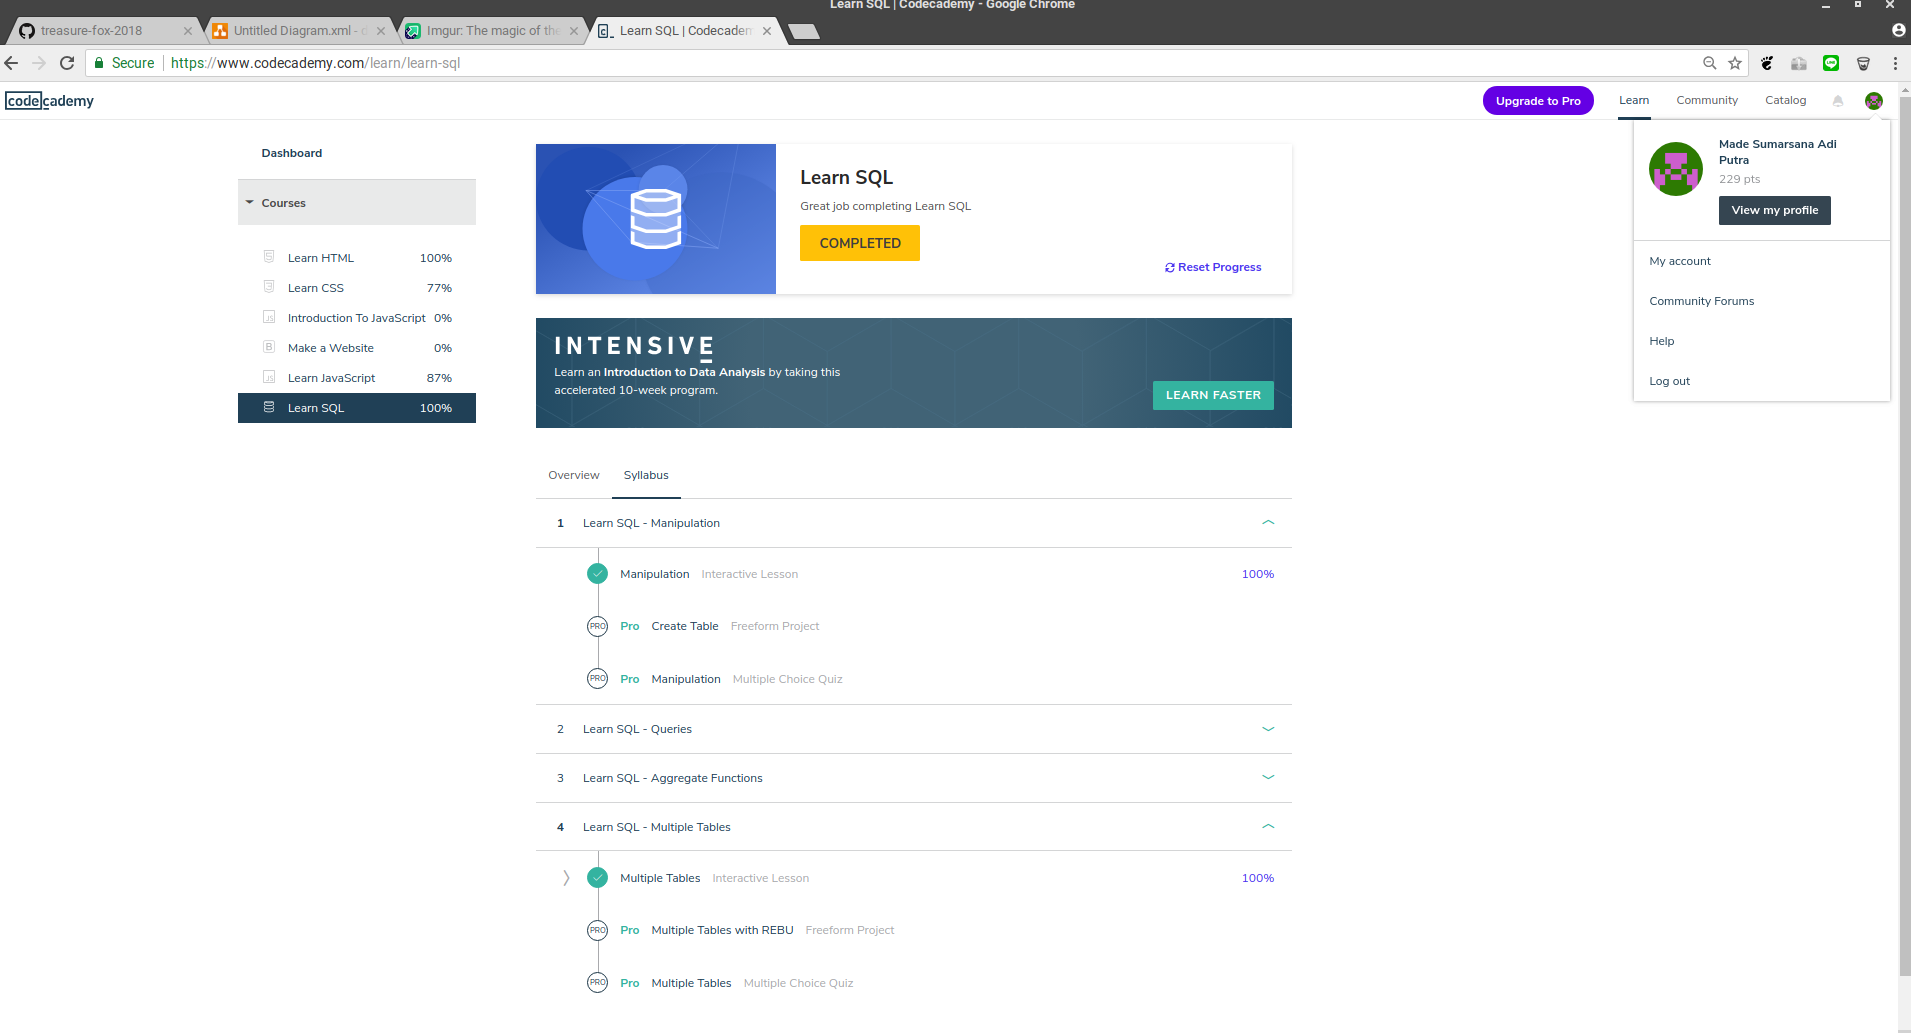 Learn SQL | Codecademy - Google Chrome
treasure-fox-2018
Untitled Diagram.xml - d
Imgur: The magic of the
Learn SQL | Codecadem
Secure
https://www.codecademy.com/learn/learn-sql
codecademy
Upgrade to Pro
Learn
Community
Catalog
Made Sumarsana Adi
Putra
229 pts
View my profile
My account
Community Forums
Help
Log out
Dashboard
Courses
Learn HTML 100%
Learn CSS 77%
Introduction To JavaScript 0%
Make a Website 0%
Learn JavaScript 87%
Learn SQL 100%
Learn SQL
Great job completing Learn SQL
COMPLETED
Reset Progress
INTENSIVE
Learn an Introduction to Data Analysis by taking this
accelerated 10-week program.
LEARN FASTER
Overview
Syllabus
1 Learn SQL - Manipulation
Manipulation Interactive Lesson 100%
PRO Pro Create Table Freeform Project
PRO Pro Manipulation Multiple Choice Quiz
2 Learn SQL - Queries
3 Learn SQL - Aggregate Functions
4 Learn SQL - Multiple Tables
Multiple Tables Interactive Lesson 100%
PRO Pro Multiple Tables with REBU Freeform Project
PRO Pro Multiple Tables Multiple Choice Quiz